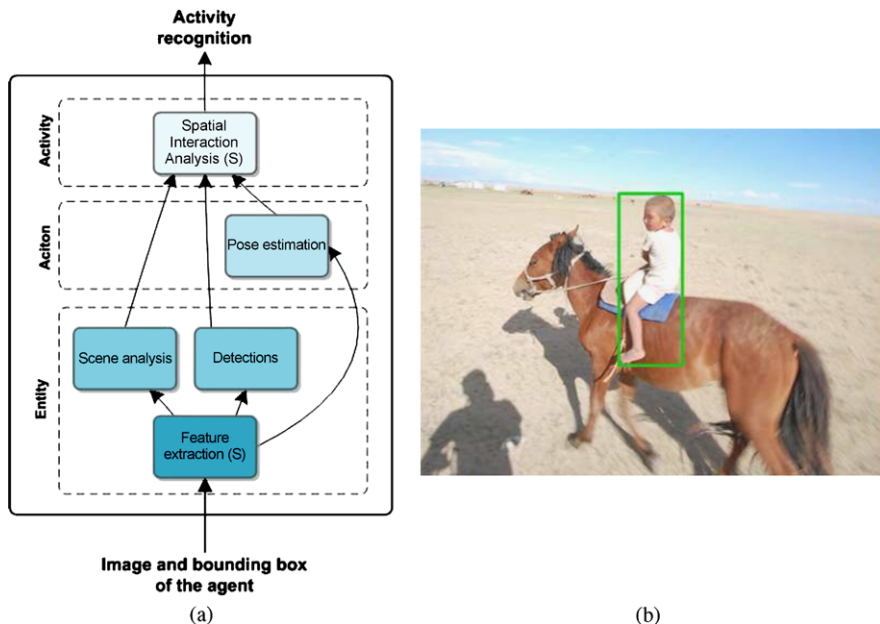 Activity
recognition
Activity
Spatial
Interaction
Analysis (S)
Aciton
Pose estimation
Entity
Scene analysis
Detections
Feature
extraction (S)
Image and bounding box
of the agent
(a)
(b)